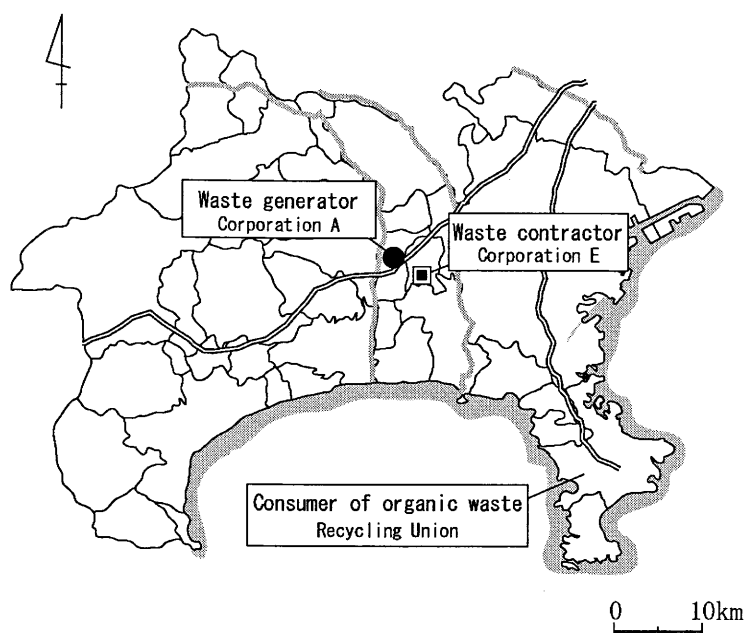 Waste generator
Corporation A
Waste contractor
Corporation E
Consumer of organic waste
Recycling Union
0 10km